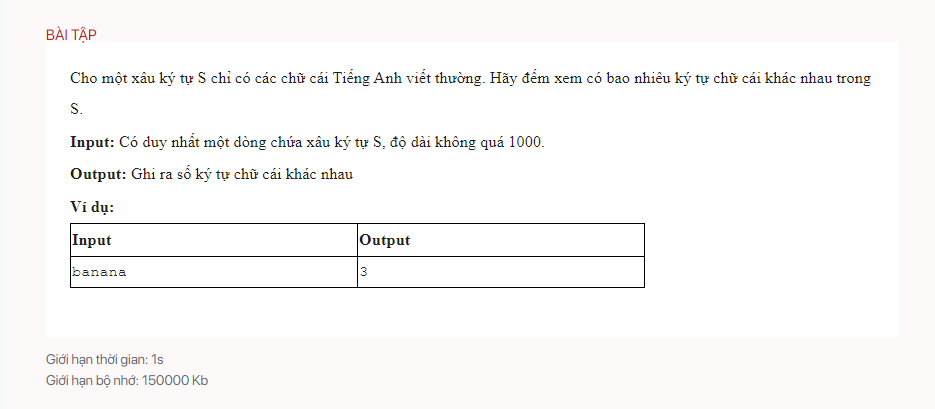 BÀI TẬP
Cho một xâu ký tự S chỉ có các chữ cái Tiếng Anh viết thường. Hãy đếm xem có bao nhiêu ký tự chữ cái khác nhau trong
S.
Input: Có duy nhất một dòng chứa xâu ký tự S, độ dài không quá 1000.
Output: Ghi ra số ký tự chữ cái khác nhau
Ví dụ:
Input Output
banana 3
Giới hạn thời gian: 1s
Giới hạn bộ nhớ: 150000 Kb